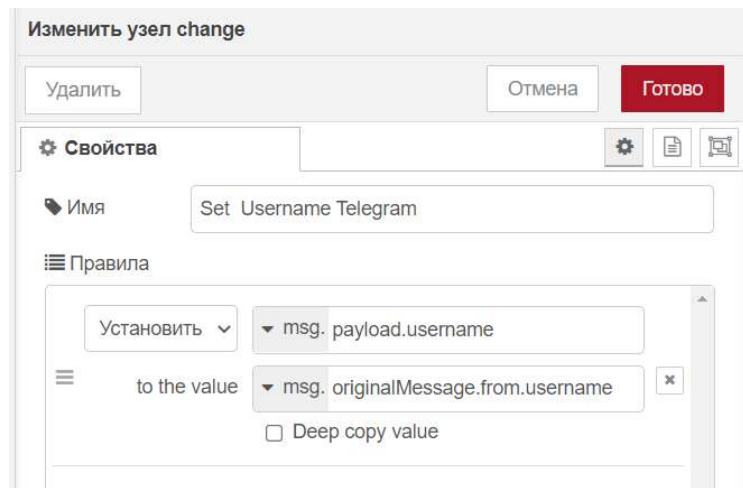 Изменить узел change
Удалить Отмена Готово
Свойства
Имя Set Username Telegram
Правила
Установить msg. payload.username
to the value msg. originalMessage.from.username
Deep copy value